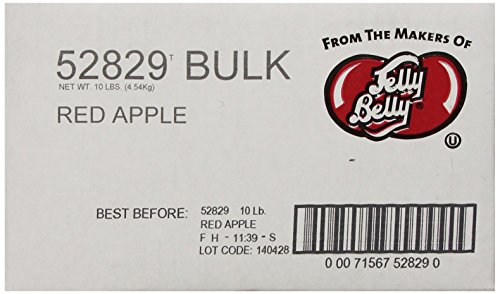 FROM THE MAKERS OF
Jelly Belly®
U
52829T BULK
NET WT. 10 LBS. (4.54Kg)
RED APPLE
BEST BEFORE:
52829 10 Lb.
RED APPLE
F H - 11:39 - S
LOT CODE: 140428
0 00 71567 52829 0